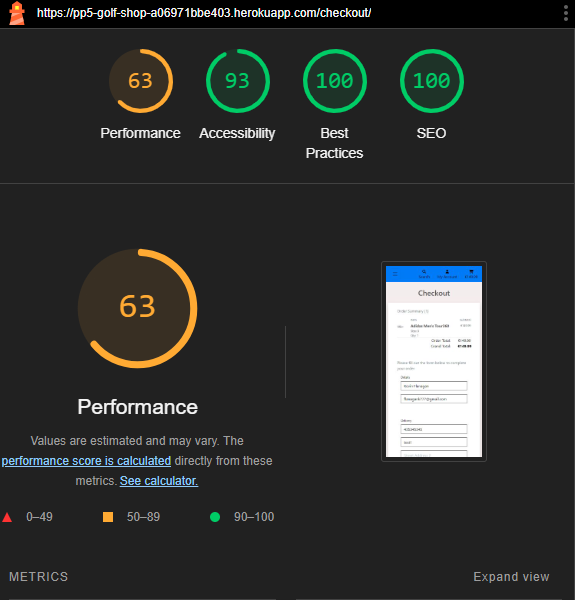 https://pp5-golf-shop-a06971bbe403.herokuapp.com/checkout/
63
93
100
100
Performance
Accessibility
Best
Practices
SEO
63
Checkout
Performance
Values are estimated and may vary. The
performance score is calculated directly from these
metrics. See calculator.
0–49
50–89
90–100
METRICS
Expand view